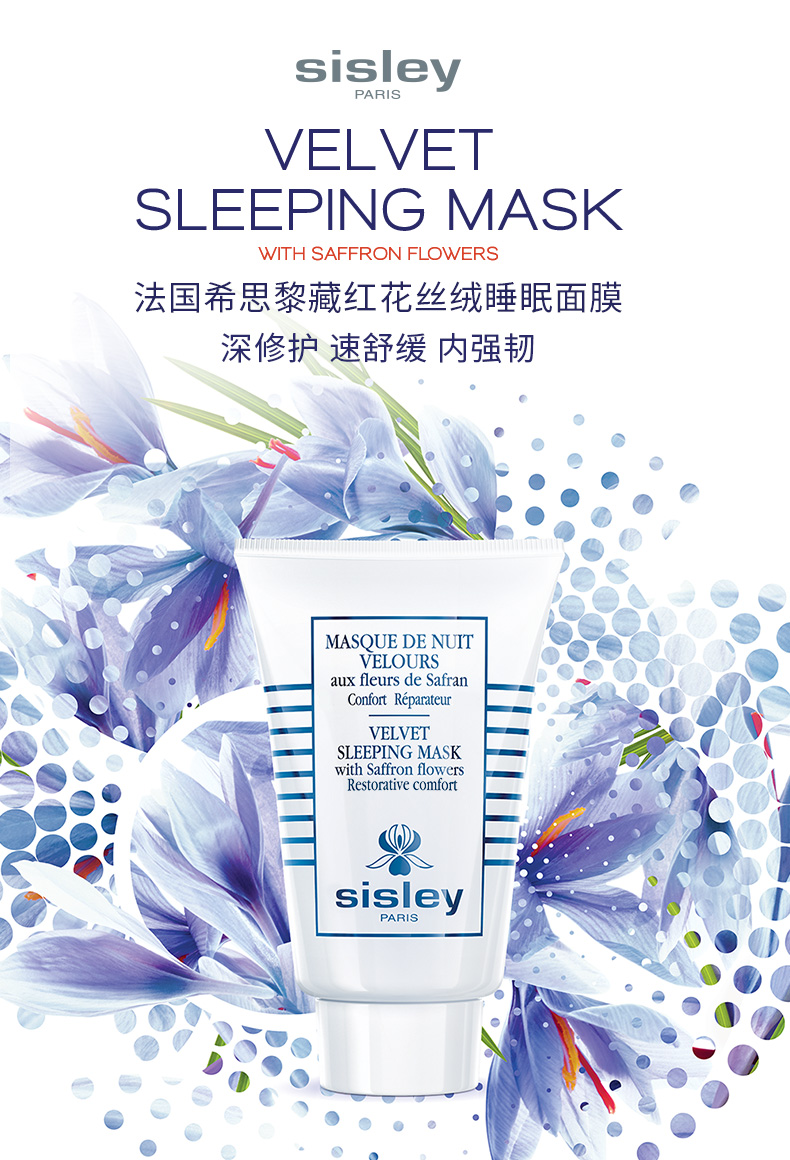 sisley
PARIS
VELVET
SLEEPING MASK
WITH SAFFRON FLOWERS
法国希思黎藏红花丝绒睡眠面膜
深修护 速舒缓 内强韧
MASQUE DE NUIT
VELOURS
aux fleurs de Safran
Confort Réparateur
VELVET
SLEEPING MASK
with Saffron flowers
Restorative comfort
sisley
PARIS